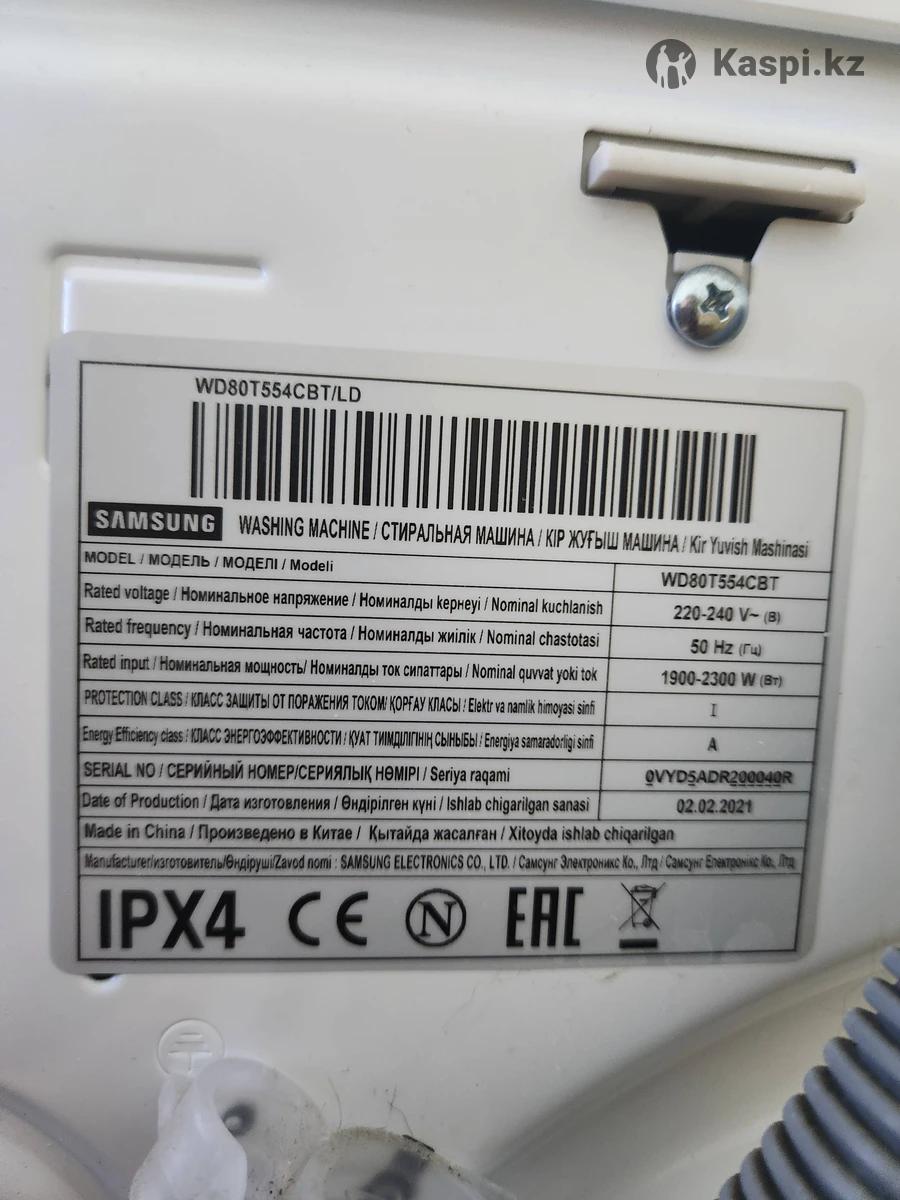 Kaspi.kz
WD80T554CBT/LD
SAMSUNG WASHING MACHINE / СТИРАЛЬНАЯ МАШИНА / КІР ЖУҒЫШ МАШИНА / Kir Yuvish Mashinasi
MODEL / МОДЕЛЬ / МОДЕЛІ / Modeli WD80T554CBT
Rated voltage / Номинальное напряжение / Номиналды кернеуі / Nominal kuchlanish 220-240 V~ (В)
Rated frequency / Номинальная частота / Номиналды жиілік / Nominal chastotasi 50 Hz (Гц)
Rated input / Номинальная мощность/ Номиналды ток сипаттары / Nominal quvvat yoki tok 1900-2300 W (Вт)
PROTECTION CLASS / КЛАСС ЗАЩИТЫ ОТ ПОРАЖЕНИЯ ТОКОМ/ ҚОРҒАУ КЛАСЫ / Elektr va namlik himoyasi sinfi I
Energy Efficiency class / КЛАСС ЭНЕРГОЭФФЕКТИВНОСТИ / ҚУАТ ТИІМДІЛІГІНІҢ СЫНЫБЫ / Energiya samaradorligi sinfi A
SERIAL NO / СЕРИЙНЫЙ НОМЕР/СЕРИЯЛЫҚ НӨМІРІ / Seriya raqami 0VYD5ADR200040R
Date of Production / Дата изготовления / Өндірілген күні / Ishlab chigarilgan sanasi 02.02.2021
Made in China / Произведено в Китае / Қытайда жасалған / Xitoyda ishlab chiqarilgan
Manufacturer/изготовитель/Өндіруші/Zavod nomi : SAMSUNG ELECTRONICS CO., LTD. / Самсунг Электроникс Ко., Лтд / Самсунг Електронікс Ко., Лтд
IPX4 CE N EAC